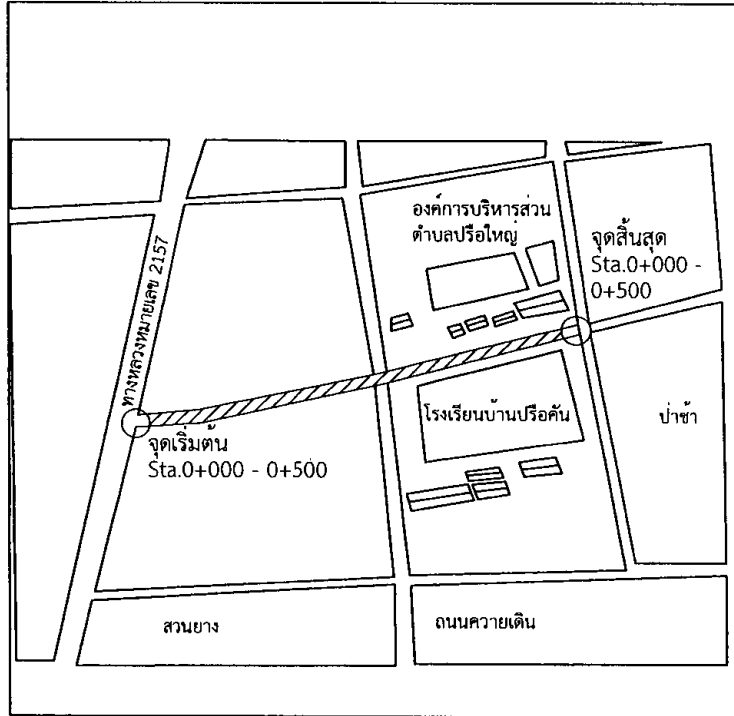 องค์การบริหารส่วน
ตำบลปรือใหญ่
จุดสิ้นสุด
Sta.0+000 -
0+500
ทางหลวงหมายเลข 2157
จุดเริ่มต้น
Sta.0+000 - 0+500
โรงเรียนบ้านปรือคัน
ป่าช้า
สวนยาง
ถนนควายเดิน